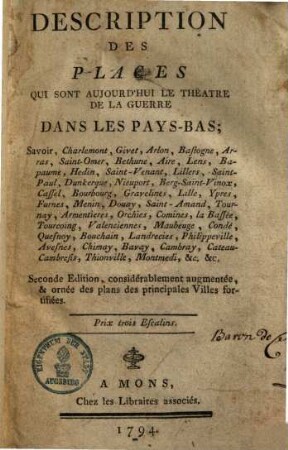 DESCRIPTION
DES
PLACES
QUI SONT AUJOURD'HUI LE THEATRE
DE LA GUERRE
DANS LES PAYS-BAS;
Savoir, Charlemont, Givet, Arlon, Bastogne, Ar-
ras, Saint-Omer, Bethune, Aire, Lens, Ba-
paume, Hedin, Saint-Venant, Lillers, Saint-
Paul, Dunkerque, Nieuport, Berg-Saint-Vinox,
Cassel, Bourbourg, Gravelines, Lille, Ypres,
Furnes, Menin, Douay, Saint-Amand, Tour-
nay, Armentieres, Orchies, Comines, la Bassée,
Tourcoing, Valenciennes, Maubeuge, Condé,
Quesnoy, Bouchain, Landrecies, Philippeville,
Avesnes, Chimay, Bavay, Cambray, Cateau-
Cambresis, Thionville, Montmedi, &c. &c.
Seconde Edition, considérablement augmentée,
& ornée des plans des principales Villes for-
tifiées.
Prix trois Escalins.
Baron de
AUGUSTINO
A MONS,
Chez les Libraires associés.
1794